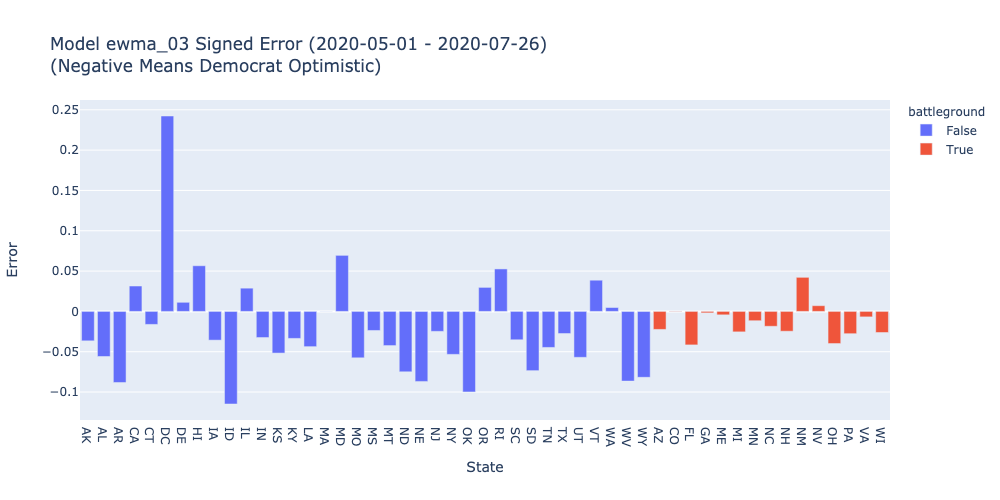 Model ewma_03 Signed Error (2020-05-01 - 2020-07-26)
(Negative Means Democrat Optimistic)
battleground
False
True
0.25
0.2
0.15
0.1
0.05
0
−0.05
−0.1
Error
AK AL AR CA CT DC DE HI IA ID IL IN KS KY LA MA MD MO MS MT ND NE NJ NY OK OR RI SC SD TN TX UT VT WA WV WY AZ CO FL GA ME MI MN NC NH NM NV OH PA VA WI
State